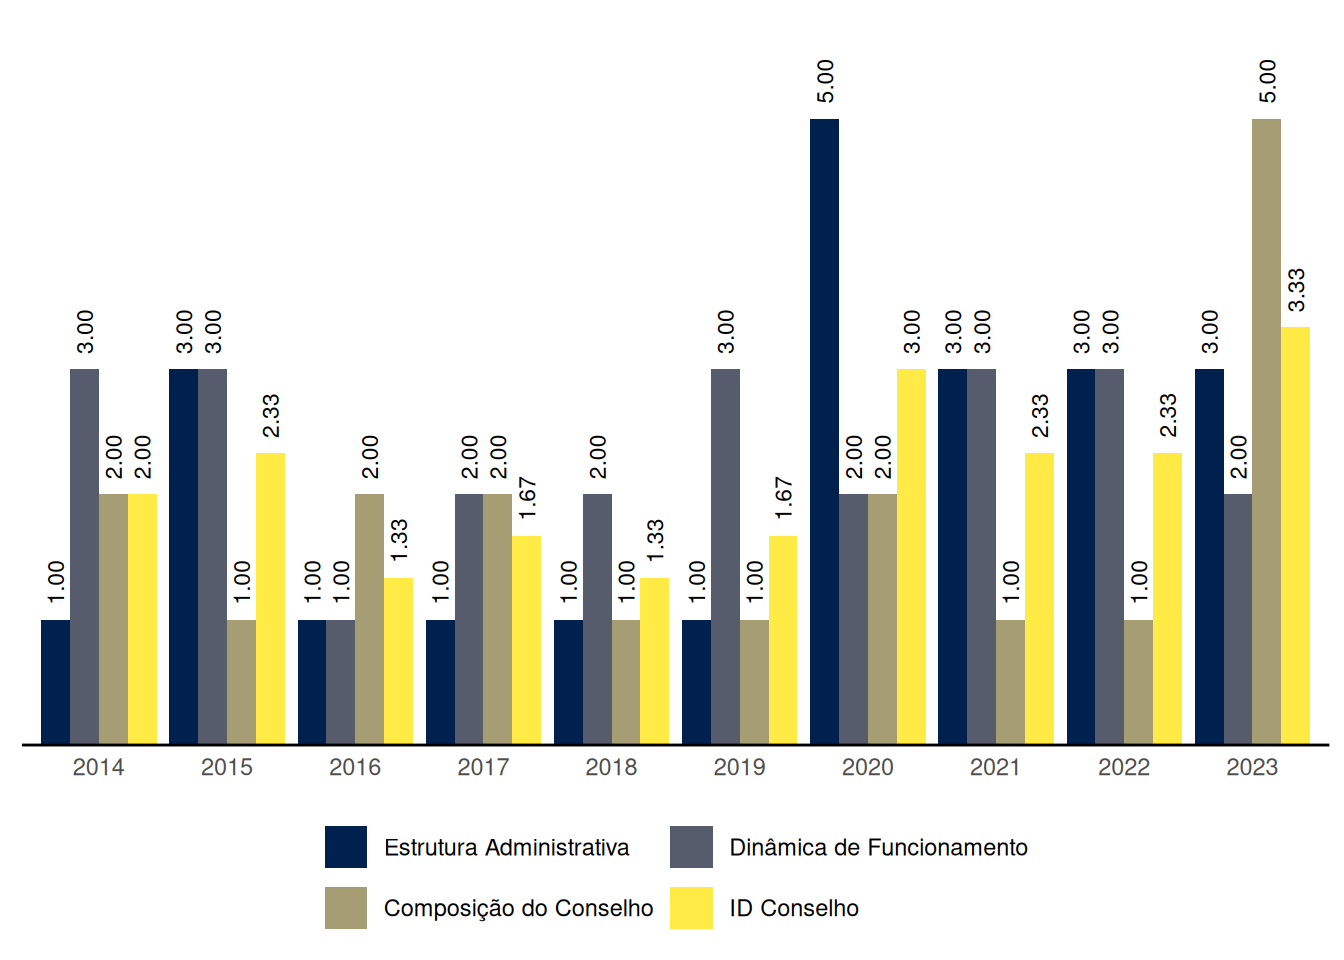 1.00 3.00 2.00 2.00
3.00 3.00 1.00 2.33
1.00 1.00 2.00 1.33
1.00 2.00 2.00 1.67
1.00 2.00 1.00 1.33
1.00 3.00 1.00 1.67
5.00 2.00 2.00 3.00
3.00 3.00 1.00 2.33
3.00 3.00 1.00 2.33
3.00 2.00 5.00 3.33
2014 2015 2016 2017 2018 2019 2020 2021 2022 2023
Estrutura Administrativa Dinâmica de Funcionamento
Composição do Conselho ID Conselho